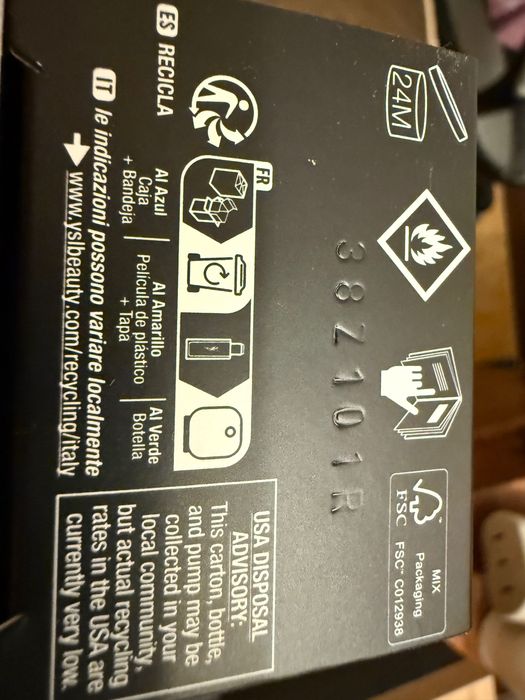 24M
38Z101R
MIX
Packaging
FSC
FSC™ C012938
ES RECICLA
FR
Al Azul
Caja
+ Bandeja
Al Amarillo
Película de plástico
+ Tapa
Al Verde
Botella
IT le indicazioni possono variare localmente
www.yslbeauty.com/recycling/italy
USA DISPOSAL
ADVISORY:
This carton, bottle,
and pump may be
collected in your
local community,
but actual recycling
rates in the USA are
currently very low.